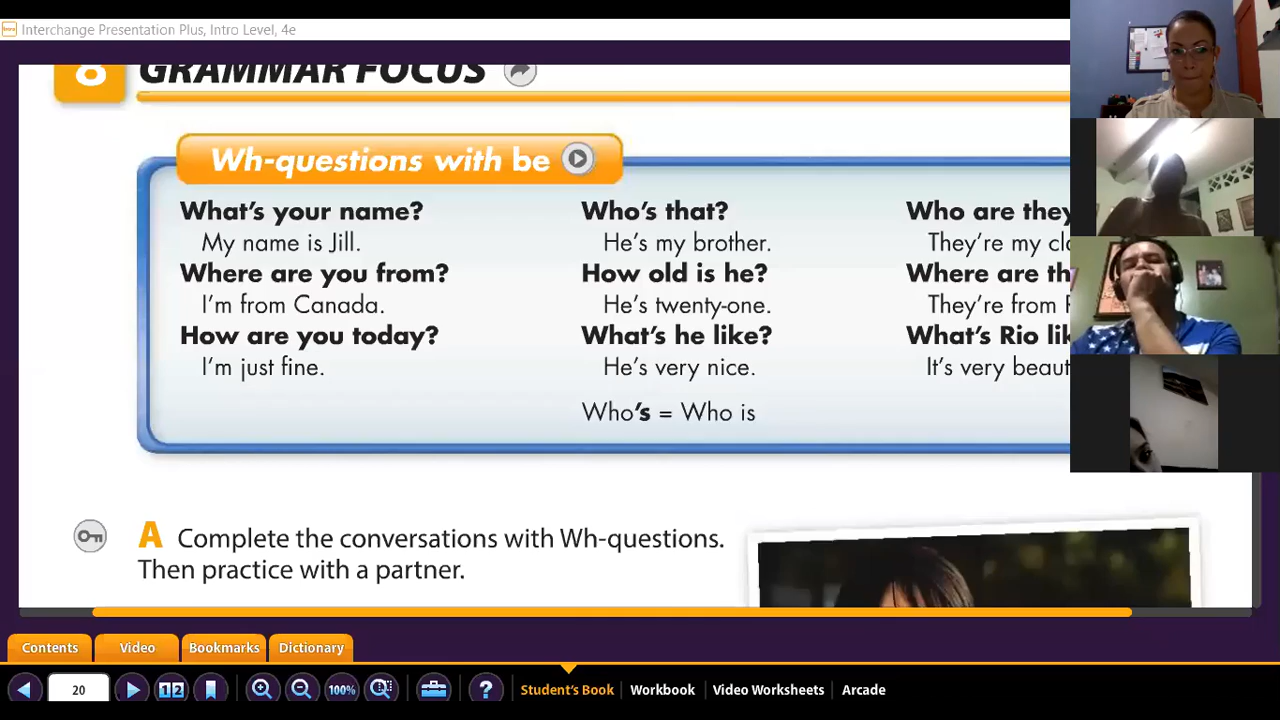 Interchange Presentation Plus, Intro Level, 4e
8 GRAMMAR FOCUS
Wh-questions with be
What's your name?
My name is Jill.
Where are you from?
I'm from Canada.
How are you today?
I'm just fine.
Who's that?
He's my brother.
How old is he?
He's twenty-one.
What's he like?
He's very nice.
Who's = Who is
Who are they
They're my
Where are
They're from
What's Rio
It's very
A Complete the conversations with Wh-questions.
Then practice with a partner.
Contents Video Bookmarks Dictionary
20 1 2 100% ? Student's Book Workbook Video Worksheets Arcade